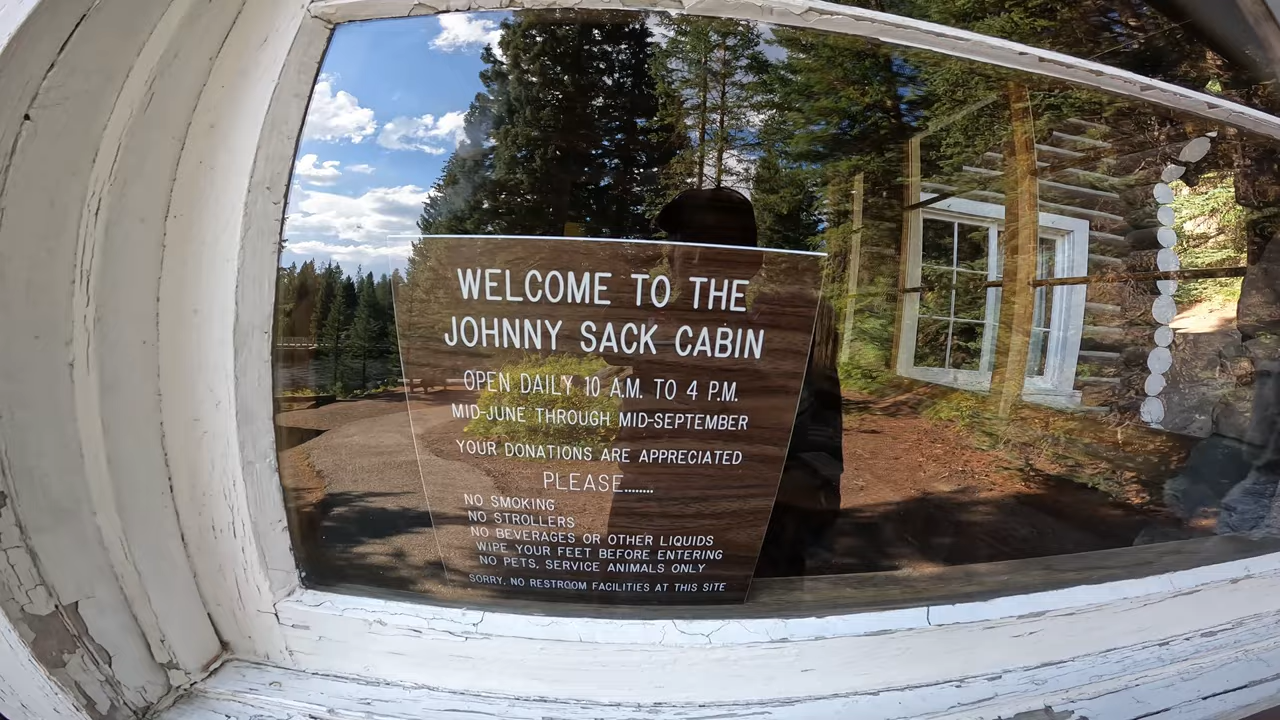 WELCOME TO THE
JOHNNY SACK CABIN
OPEN DAILY 10 A.M. TO 4 P.M.
MID-JUNE THROUGH MID-SEPTEMBER
YOUR DONATIONS ARE APPRECIATED
PLEASE........
NO SMOKING
NO STROLLERS
NO BEVERAGES OR OTHER LIQUIDS
WIPE YOUR FEET BEFORE ENTERING
NO PETS, SERVICE ANIMALS ONLY
SORRY, NO RESTROOM FACILITIES AT THIS SITE